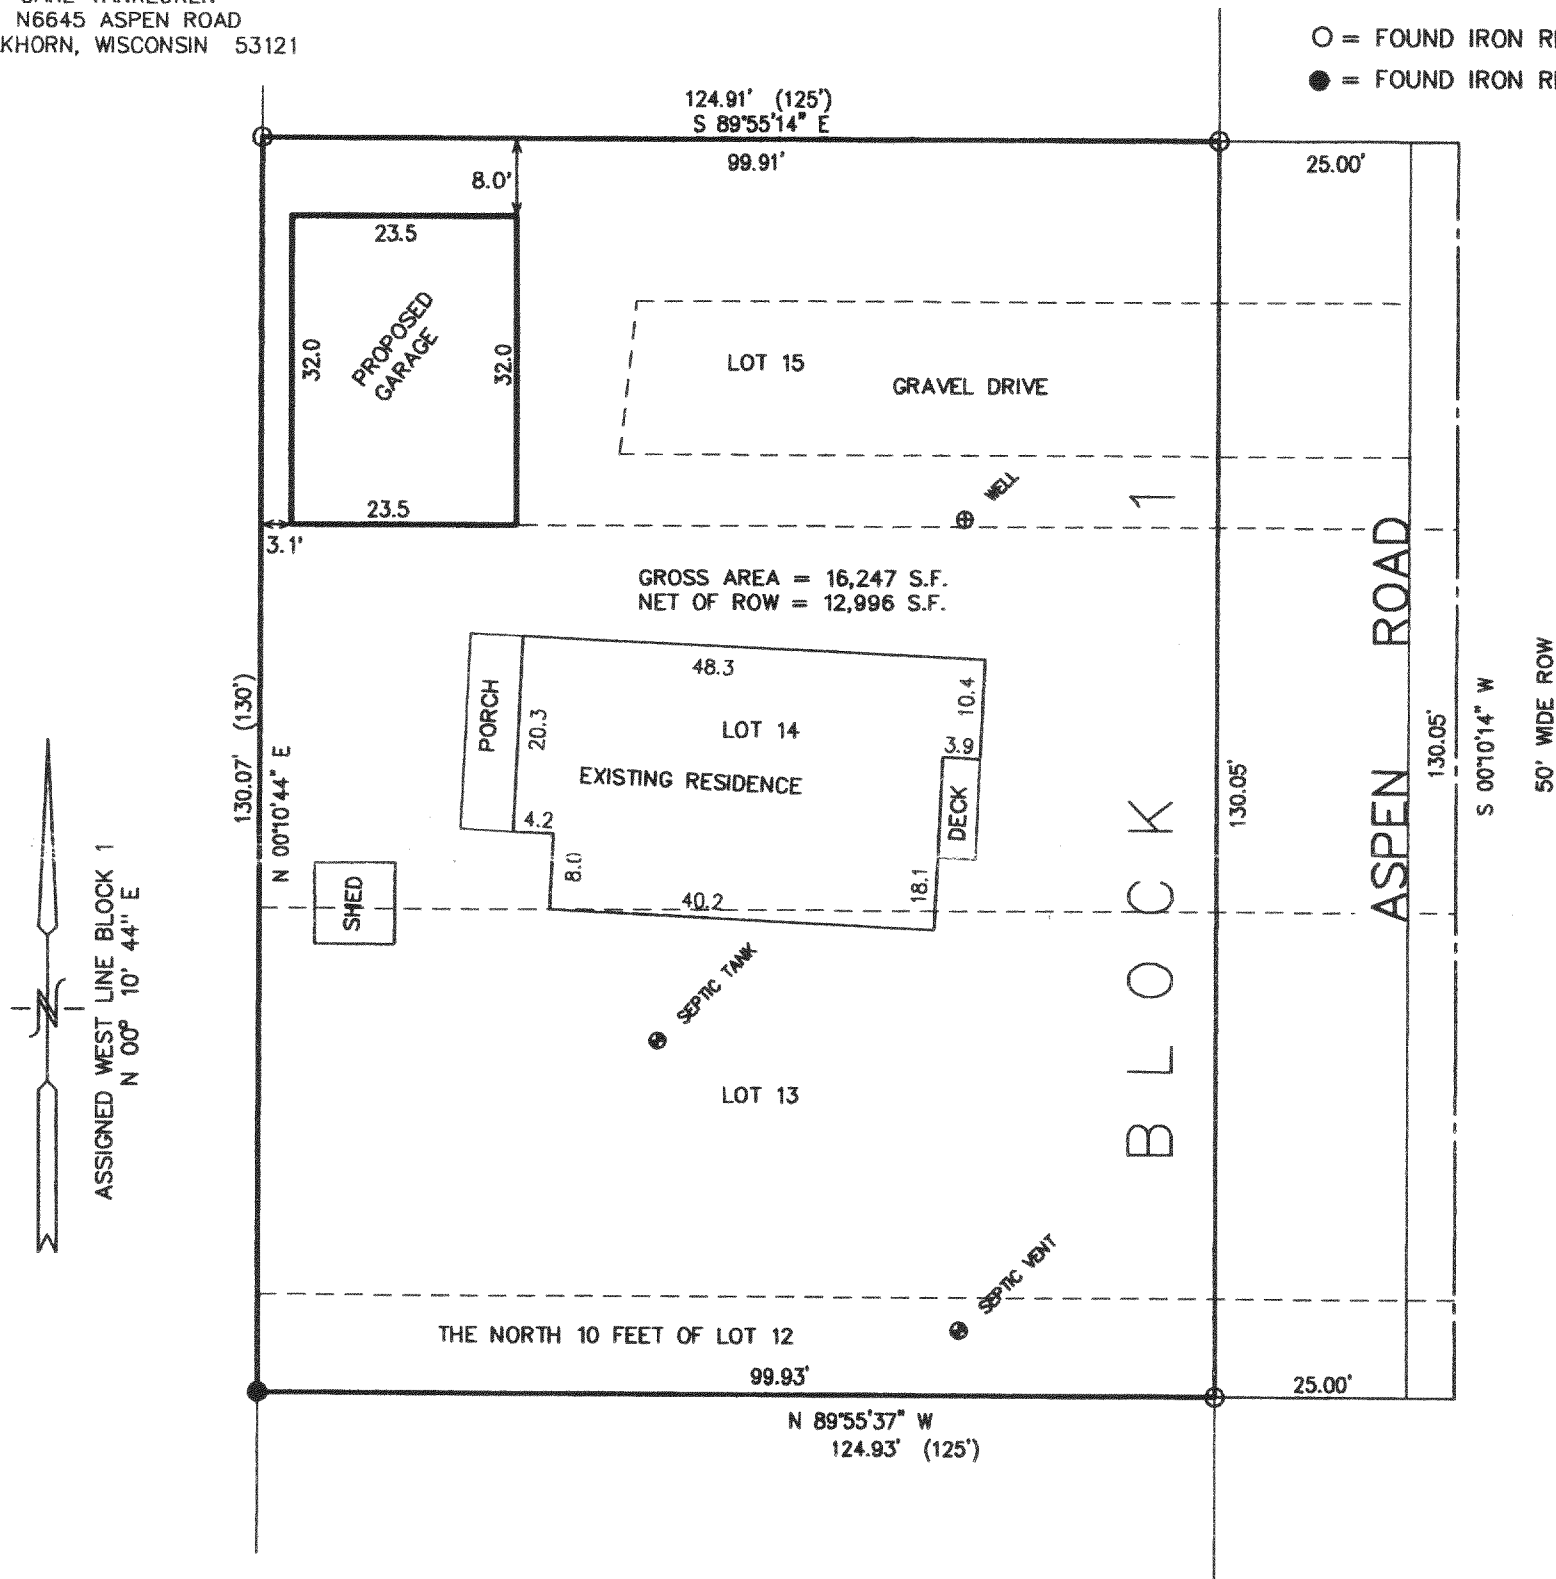 N6645 ASPEN ROAD
KHORN, WISCONSIN 53121
○ = FOUND IRON
● = FOUND IRON
124.91' (125')
S 89°55'14" E
99.91'
25.00'
8.0'
23.5
32.0
PROPOSED
GARAGE
32.0
23.5
3.1'
LOT 15
GRAVEL DRIVE
WELL
GROSS AREA = 16,247 S.F.
NET OF ROW = 12,996 S.F.
48.3
PORCH
20.3
LOT 14
10.4
3.9
EXISTING RESIDENCE
DECK
4.2
8.0
40.2
18.1
SHED
130.07' (130')
N 00°10'44" E
ASSIGNED WEST LINE BLOCK 1
N 00° 10' 44" E
N
SEPTIC TANK
LOT 13
BLOCK 1
130.05'
ASPEN ROAD
130.05'
S 00°10'14" W
50' WIDE ROW
SEPTIC VENT
THE NORTH 10 FEET OF LOT 12
99.93'
25.00'
N 89°55'37" W
124.93' (125')